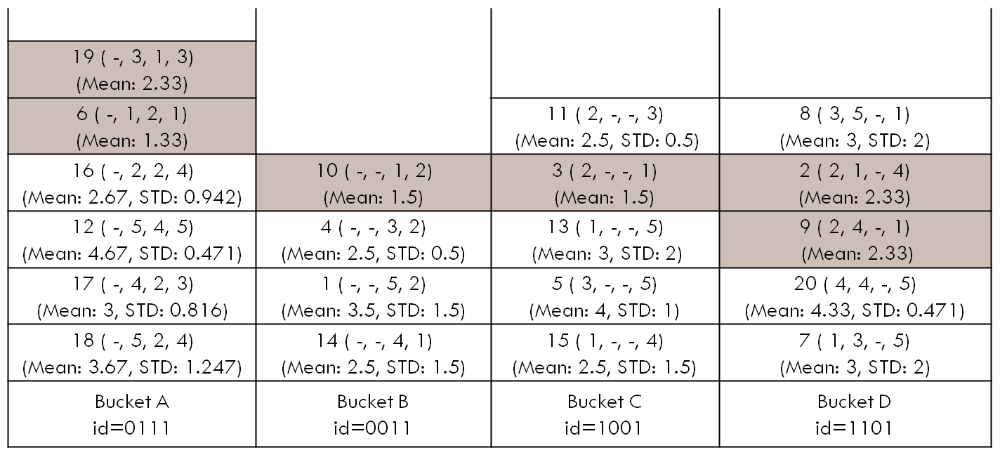 19 ( -, 3, 1, 3)
(Mean: 2.33)
6 ( -, 1, 2, 1)
(Mean: 1.33)
11 ( 2, -, -, 3)
(Mean: 2.5, STD: 0.5)
8 ( 3, 5, -, 1)
(Mean: 3, STD: 2)
16 ( -, 2, 2, 4)
(Mean: 2.67, STD: 0.942)
10 ( -, -, 1, 2)
(Mean: 1.5)
3 ( 2, -, -, 1)
(Mean: 1.5)
2 ( 2, 1, -, 4)
(Mean: 2.33)
12 ( -, 5, 4, 5)
(Mean: 4.67, STD: 0.471)
4 ( -, -, 3, 2)
(Mean: 2.5, STD: 0.5)
13 ( 1, -, -, 5)
(Mean: 3, STD: 2)
9 ( 2, 4, -, 1)
(Mean: 2.33)
17 ( -, 4, 2, 3)
(Mean: 3, STD: 0.816)
1 ( -, -, 5, 2)
(Mean: 3.5, STD: 1.5)
5 ( 3, -, -, 5)
(Mean: 4, STD: 1)
20 ( 4, 4, -, 5)
(Mean: 4.33, STD: 0.471)
18 ( -, 5, 2, 4)
(Mean: 3.67, STD: 1.247)
14 ( -, -, 4, 1)
(Mean: 2.5, STD: 1.5)
15 ( 1, -, -, 4)
(Mean: 2.5, STD: 1.5)
7 ( 1, 3, -, 5)
(Mean: 3, STD: 2)
Bucket A
id=0111
Bucket B
id=0011
Bucket C
id=1001
Bucket D
id=1101